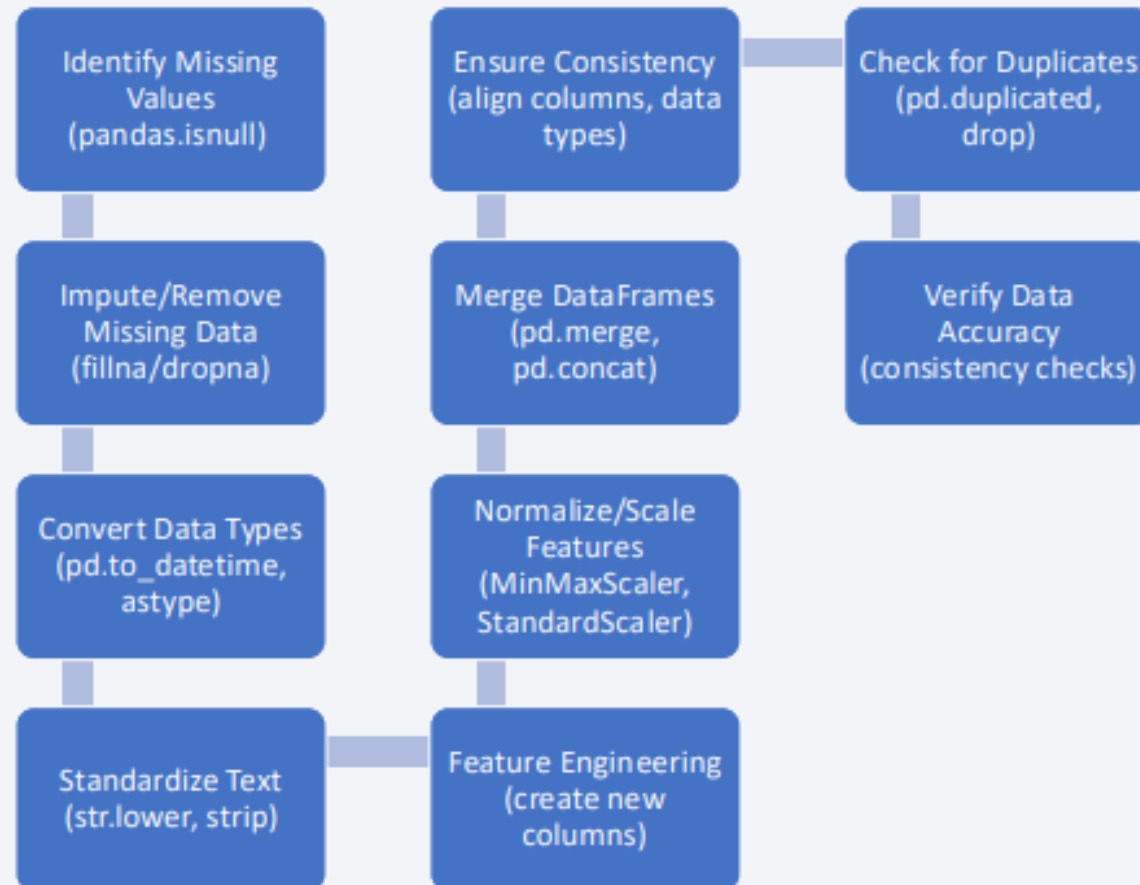 Identify Missing
Values
(pandas.isnull)
Impute/Remove
Missing Data
(fillna/dropna)
Convert Data Types
(pd.to_datetime,
astype)
Standardize Text
(str.lower, strip)
Feature Engineering
(create new
columns)
Normalize/Scale
Features
(MinMaxScaler,
StandardScaler)
Merge DataFrames
(pd.merge,
pd.concat)
Ensure Consistency
(align columns, data
types)
Check for Duplicates
(pd.duplicated,
drop)
Verify Data
Accuracy
(consistency checks)